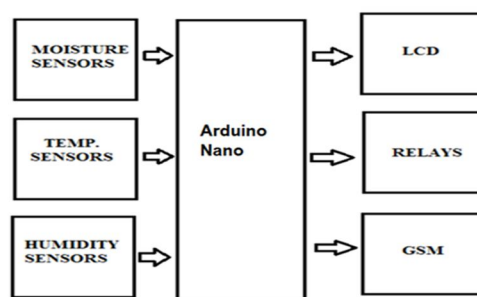 MOISTURE
SENSORS
TEMP.
SENSORS
HUMIDITY
SENSORS
Arduino
Nano
LCD
RELAYS
GSM